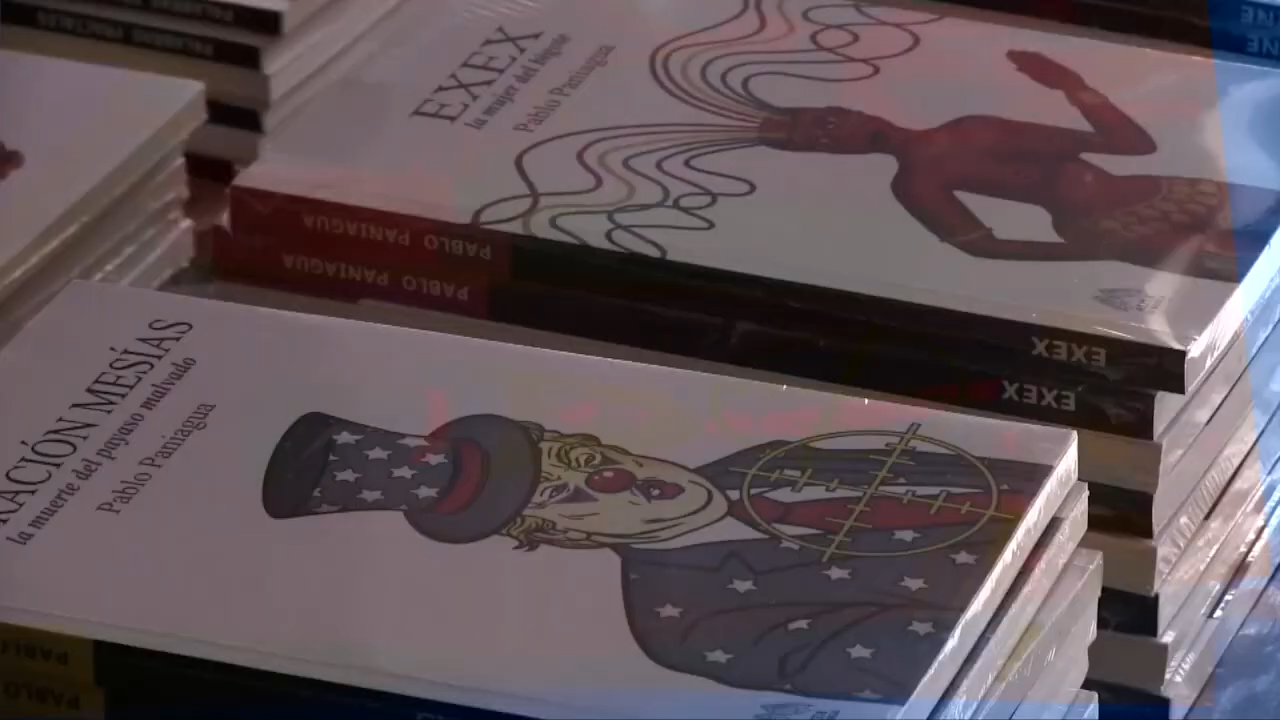 EXEX
la mujer del bigote
Pablo Paniagua
PABLO PANIAGUA
PABLO PANIAGUA
EXEX
EXEX
RACIÓN MESÍAS
la muerte del payaso malvado
Pablo Paniagua
PABLO
PABLO